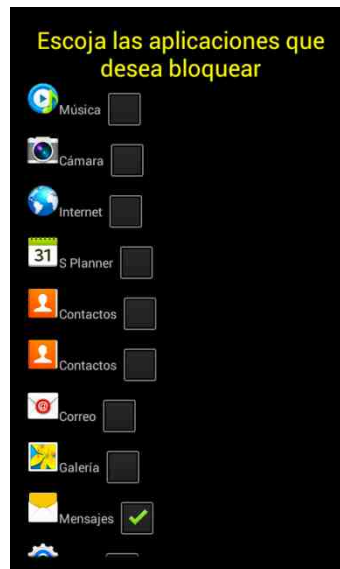 Escoja las aplicaciones que
desea bloquear
Música
Cámara
Internet
31 S Planner
Contactos
Contactos
@ Correo
Galería
Mensajes